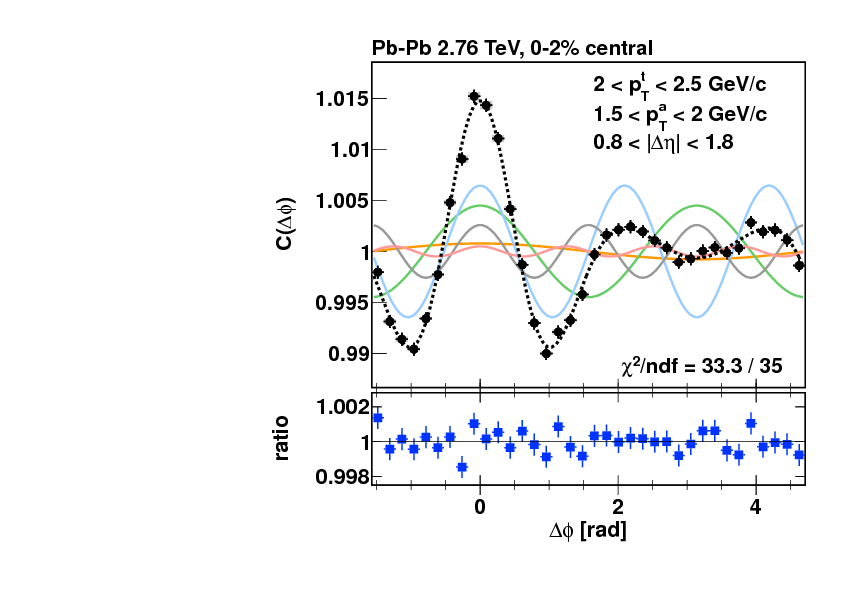 Pb-Pb 2.76 TeV, 0-2% central
2 < p_T^t < 2.5 GeV/c
1.5 < p_T^a < 2 GeV/c
0.8 < |Δη| < 1.8
1.015
1.01
1.005
1
0.995
0.99
C(Δϕ)
χ²/ndf = 33.3 / 35
1.002
1
0.998
ratio
0 2 4
Δϕ [rad]